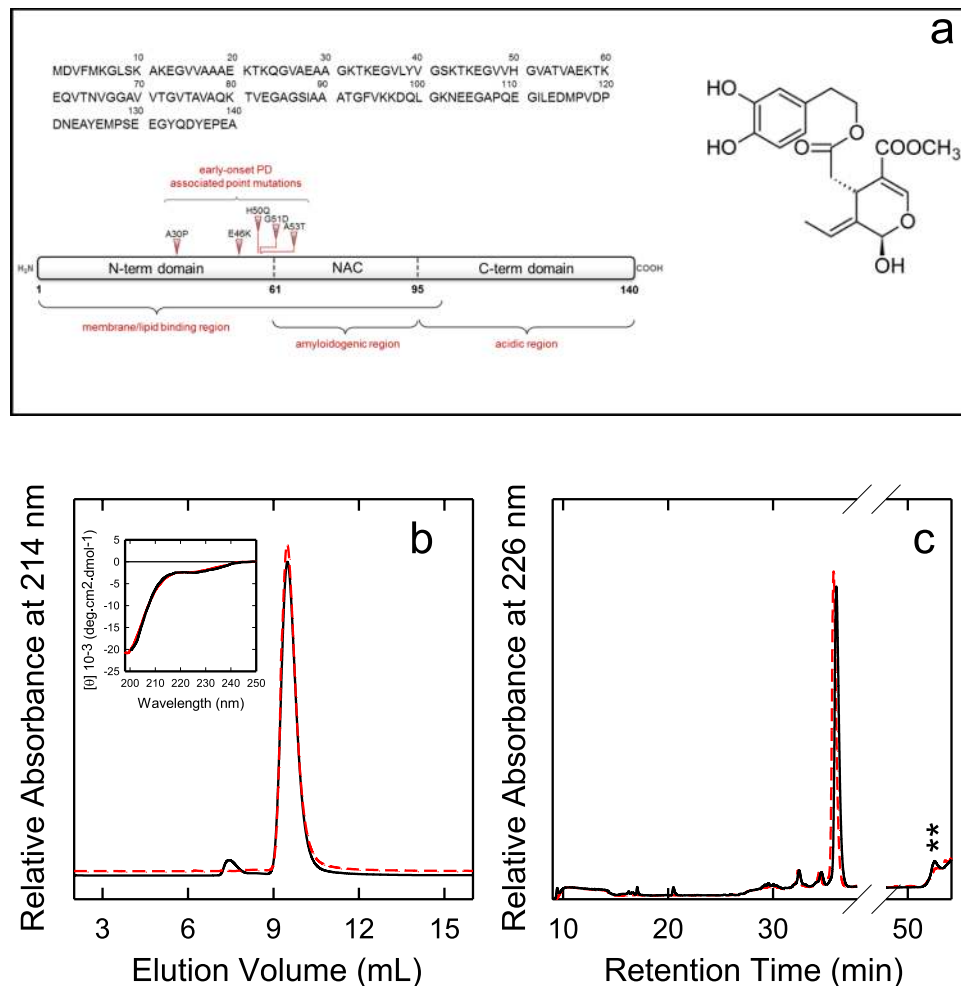 a
10 20 30 40 50 60
MDVFMKGLSK AKEGVVAAAE KTKQGVAEAA GKTKEGVLYV GSKTKEGVVH GVATVAEKTK
70 80 90 100 110 120
EQVTNVGGAV VTGVTAVAQK TVEGAGSIAA ATGFVKKDQL GKNEEGAPQE GILEDMPVDP
130 140
DNEAYEMPSE EGYQDYEPEA
early-onset PD
associated point mutations
H50Q
G51D
A53T
A30P E46K
H₂N N-term domain NAC C-term domain COOH
1 61 95 140
membrane/lipid binding region
amyloidogenic region acidic region
HO
HO
O
O
COOCH3
O
OH
b
Relative Absorbance at 214 nm
5
0
-5
-10
-15
-20
-25
[θ] 10-3 (deg.cm2.dmol-1)
200 210 220 230 240 250
Wavelength (nm)
3 6 9 12 15
Elution Volume (mL)
c
Relative Absorbance at 226 nm
**
10 30 50
Retention Time (min)